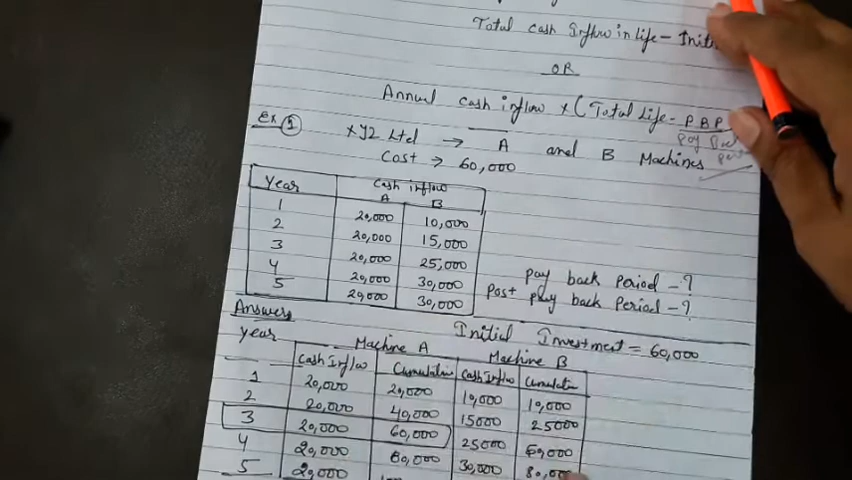 Total cash Inflow in life - Initi
OR
Annual cash inflow × (Total Life - PBP
pay back
Ex ①
XYZ Ltd → A and B Machines
Cost → 60,000
Year Cash inflow
A B
1 20,000 10,000
2 20,000 15,000
3 20,000 25,000
4 20,000 30,000
5 20,000 30,000
pay back Period - ?
Post pay back Period - ?
Answer
Initial Investment = 60,000
year Machine A Machine B
Cash Inflow Cumulative Cash Inflow Cumulative
1 20,000 20,000 10,000 10,000
2 20,000 40,000 15000 25000
3 20,000 60,000 25000
4 20,000 80,000 30,000 80,000
5 20,000